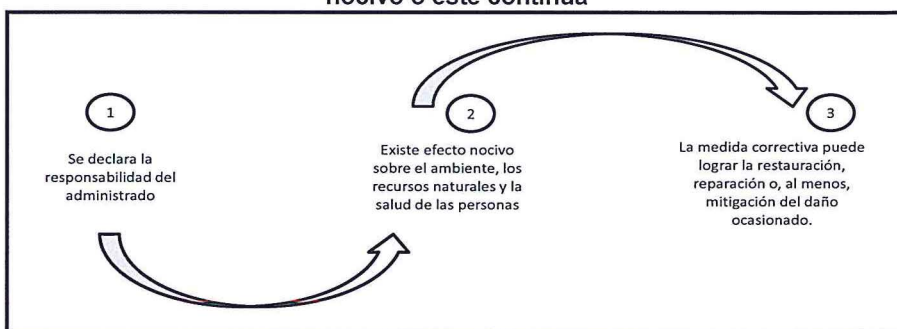 nocivo o este continúa
1
Se declara la
responsabilidad del
administrado
2
Existe efecto nocivo
sobre el ambiente, los
recursos naturales y la
salud de las personas
3
La medida correctiva puede
lograr la restauración,
reparación o, al menos,
mitigación del daño
ocasionado.